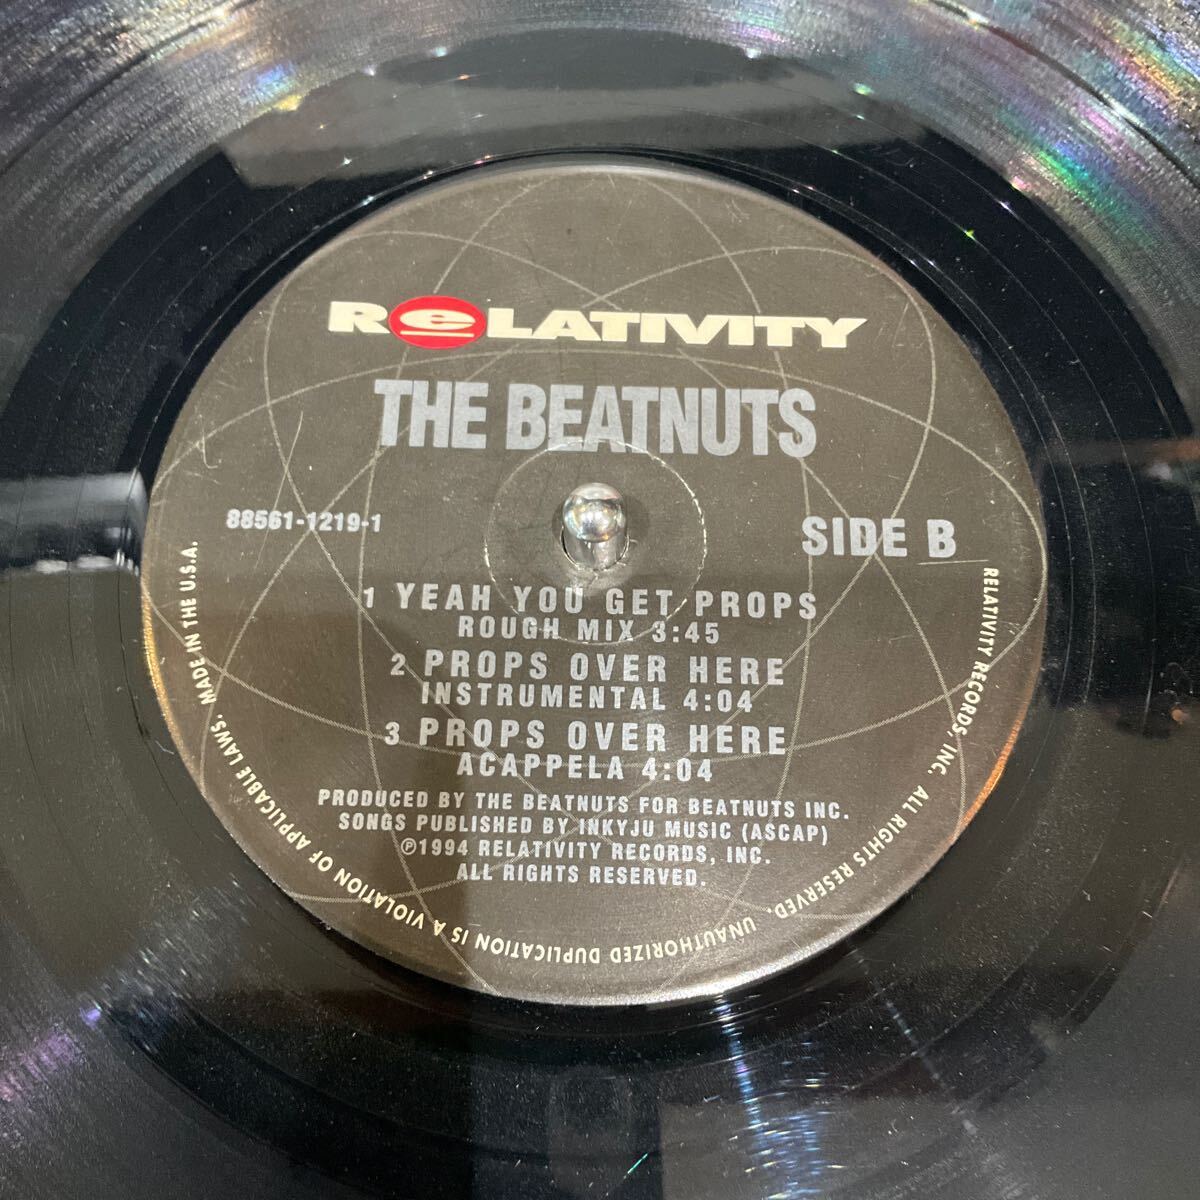 RELATIVITY
THE BEATNUTS
88561-1219-1
SIDE B
1 YEAH YOU GET PROPS
ROUGH MIX 3:45
2 PROPS OVER HERE
INSTRUMENTAL 4:04
3 PROPS OVER HERE
ACAPPELA 4:04
PRODUCED BY THE BEATNUTS FOR BEATNUTS INC.
SONGS PUBLISHED BY INKYJU MUSIC (ASCAP)
℗1994 RELATIVITY RECORDS, INC.
ALL RIGHTS RESERVED.
RELATIVITY RECORDS, INC. ALL RIGHTS RESERVED. UNAUTHORIZED DUPLICATION IS A VIOLATION OF APPLICABLE LAWS. MADE IN THE U.S.A.